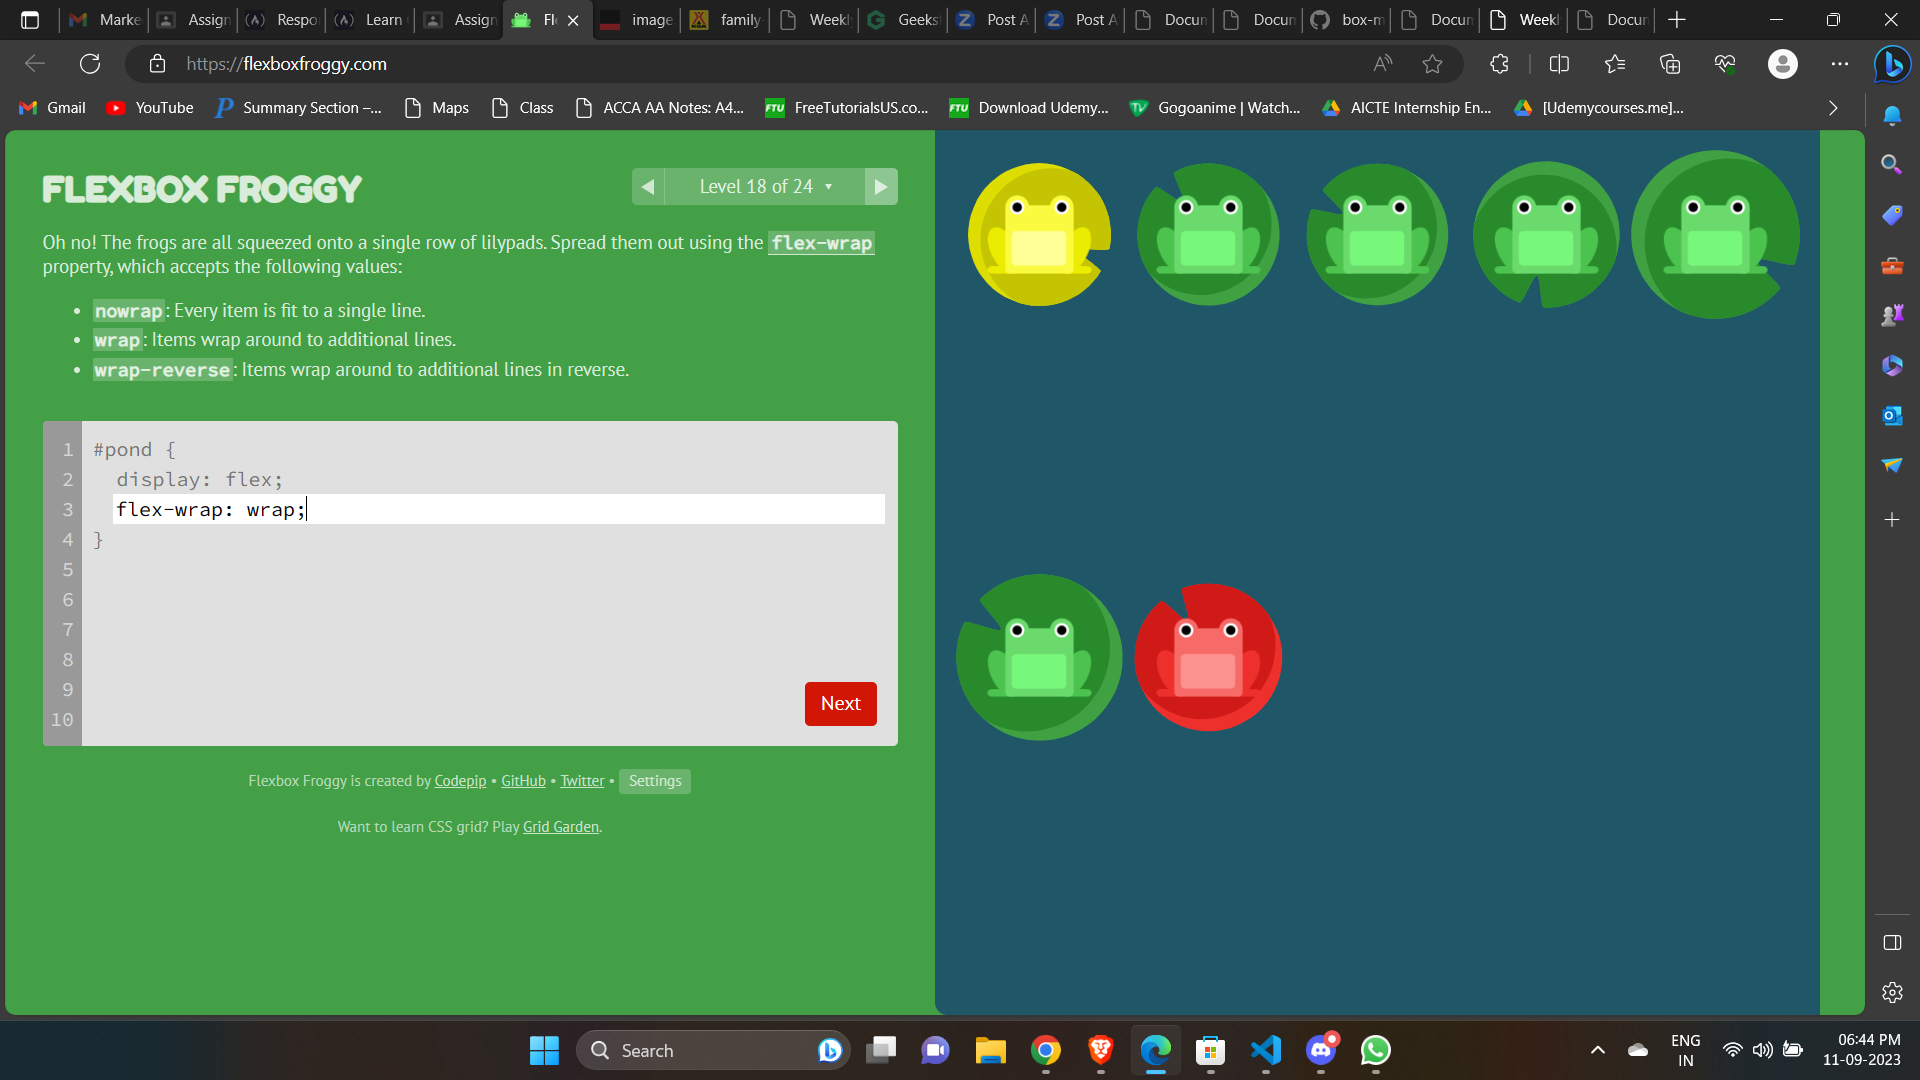 Marke
Assign
Respo
Learn
Assign
Fl
image
family
Weekl
Geeks
Post A
Post A
Docun
Docun
box-m
Docun
Weekl
Docun
https://flexboxfroggy.com
Gmail
YouTube
Summary Section –...
Maps
Class
ACCA AA Notes: A4...
FTU
FreeTutorialsUS.co...
FTU
Download Udemy...
Gogoanime | Watch...
AICTE Internship En...
[Udemycourses.me]...
FLEXBOX FROGGY
Level 18 of 24
Oh no! The frogs are all squeezed onto a single row of lilypads. Spread them out using the flex-wrap
property, which accepts the following values:
• nowrap: Every item is fit to a single line.
• wrap: Items wrap around to additional lines.
• wrap-reverse: Items wrap around to additional lines in reverse.
1 #pond {
2 display: flex;
3 flex-wrap: wrap;
4 }
5
6
7
8
9
10
Next
Flexbox Froggy is created by Codepip • GitHub • Twitter • Settings
Want to learn CSS grid? Play Grid Garden.
Search
ENG
IN
06:44 PM
11-09-2023